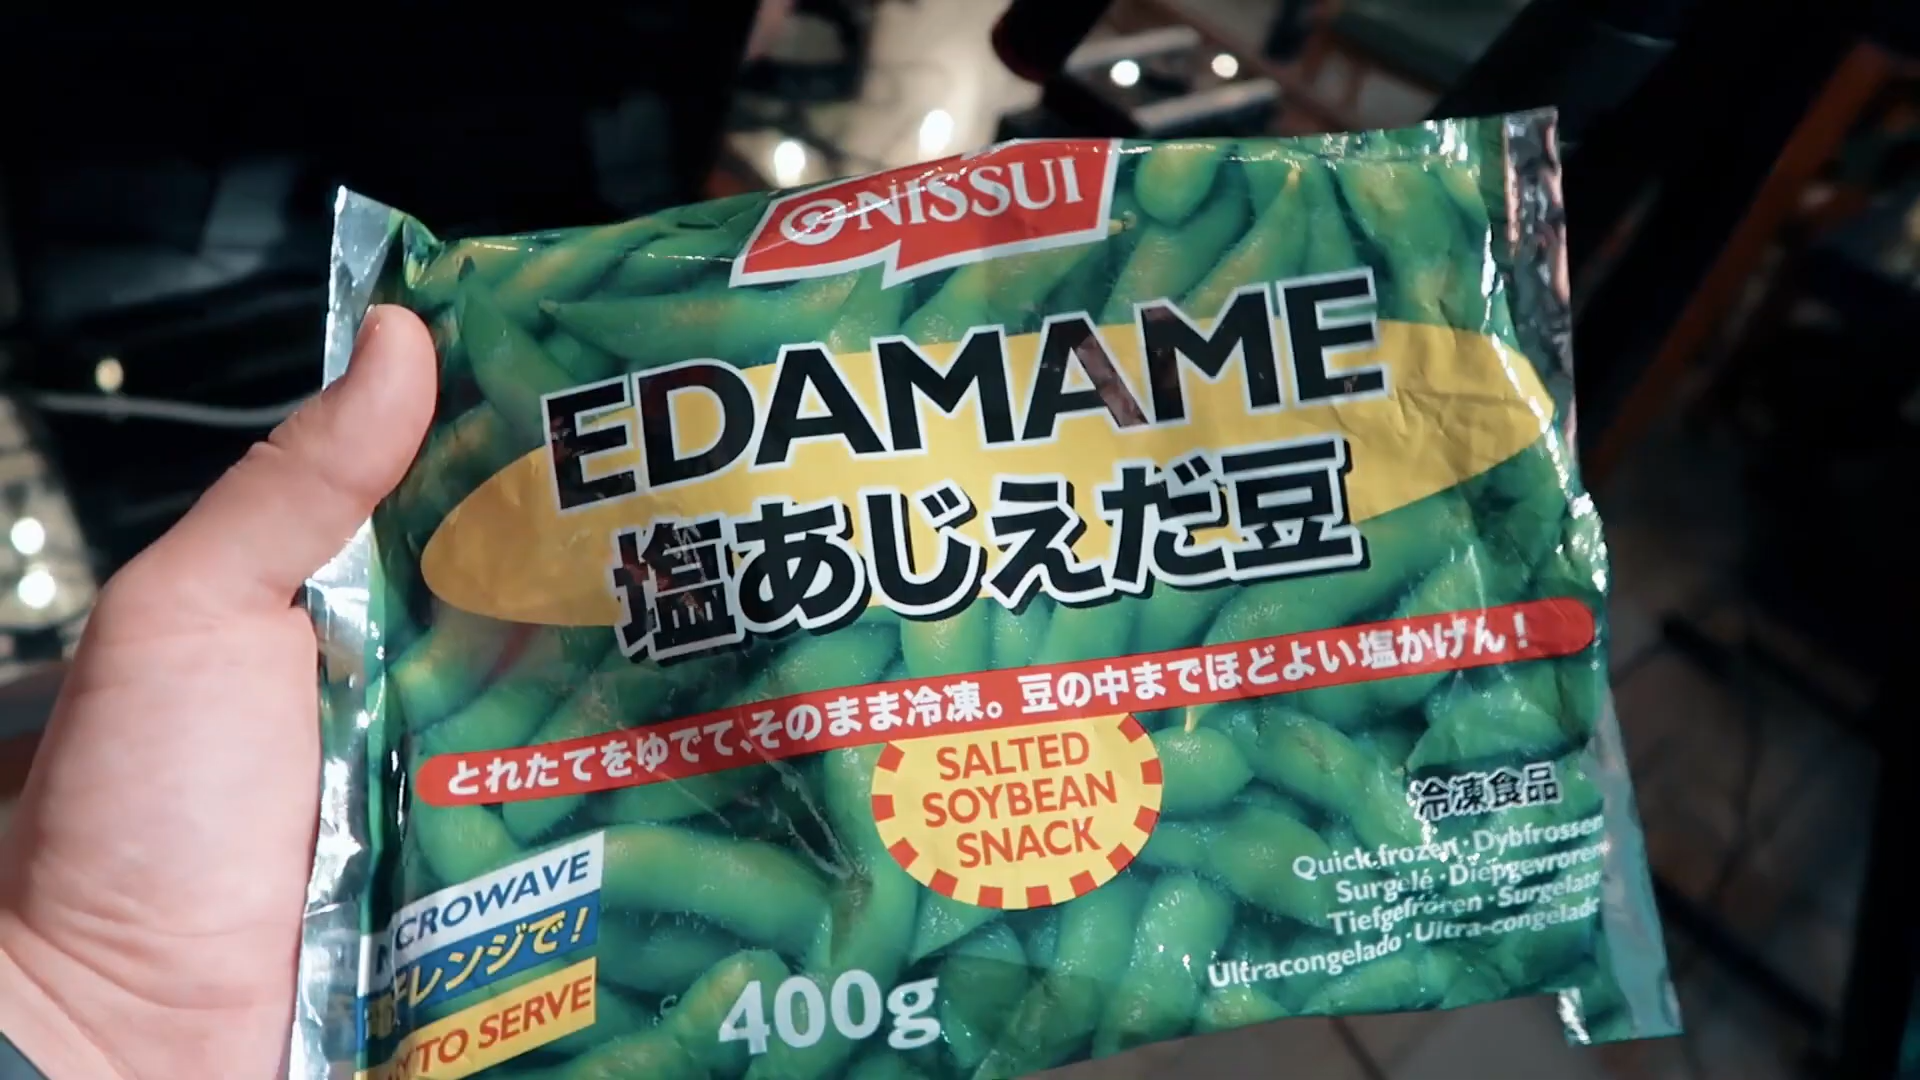 NISSUI
EDAMAME
塩あじえだ豆
とれたてをゆでて、そのまま冷凍。豆の中までほどよい塩かげん!
SALTED
SOYBEAN
SNACK
冷凍食品
Quick frozen · Dybfrossen
Surgelé · Diepgevroren
Tiefgefroren · Surgelato
Ultracongelado · Ultra-congelado
MICROWAVE
レンジで!
TO SERVE
400g